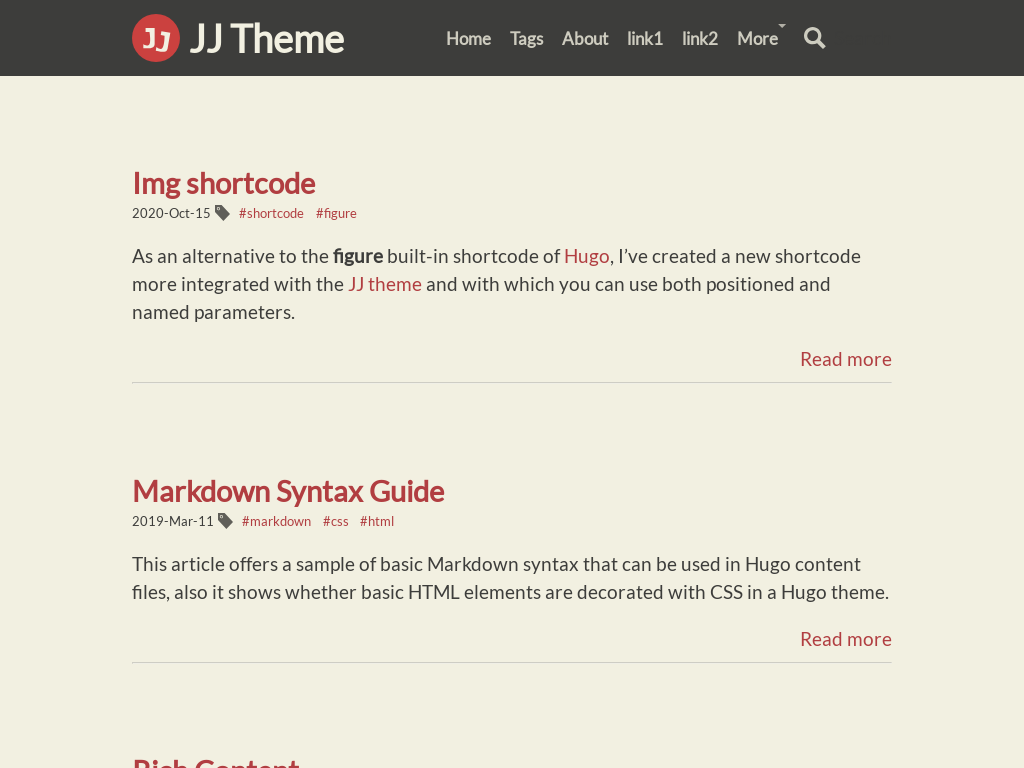 JJ JJ Theme Home Tags About link1 link2 More
Img shortcode
2020-Oct-15 #shortcode #figure
As an alternative to the figure built-in shortcode of Hugo, I’ve created a new shortcode
more integrated with the JJ theme and with which you can use both positioned and
named parameters.
Read more
Markdown Syntax Guide
2019-Mar-11 #markdown #css #html
This article offers a sample of basic Markdown syntax that can be used in Hugo content
files, also it shows whether basic HTML elements are decorated with CSS in a Hugo theme.
Read more
Rich Content